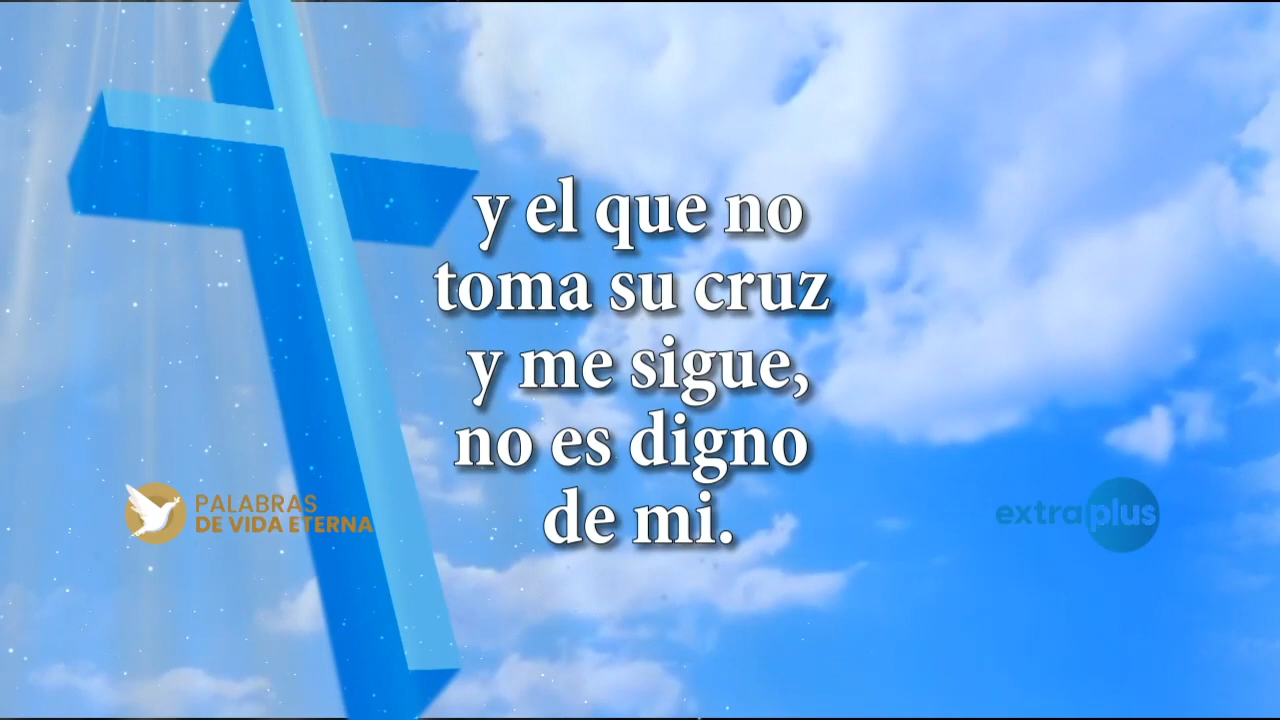 y el que no
toma su cruz
y me sigue,
no es digno
de mi.
PALABRAS
DE VIDA ETERNA
extraplus